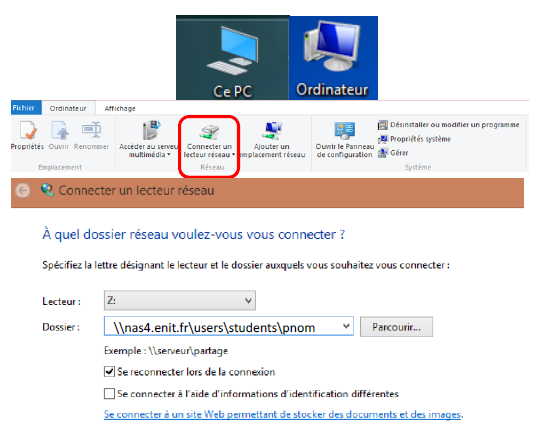 Ce PC
Ordinateur
Fichier Ordinateur Affichage
Propriétés Ouvrir Renommer Accéder au serveur multimédia Connecter un lecteur réseau Ajouter un emplacement réseau Ouvrir le Panneau de configuration
Désinstaller ou modifier un programme
Propriétés système
Gérer
Emplacement Réseau Système
Connecter un lecteur réseau
À quel dossier réseau voulez-vous vous connecter ?
Spécifiez la lettre désignant le lecteur et le dossier auxquels vous souhaitez vous connecter :
Lecteur : Z:
Dossier : \\nas4.enit.fr\users\students\pnom Parcourir...
Exemple : \\serveur\partage
Se reconnecter lors de la connexion
Se connecter à l'aide d'informations d'identification différentes
Se connecter à un site Web permettant de stocker des documents et des images.